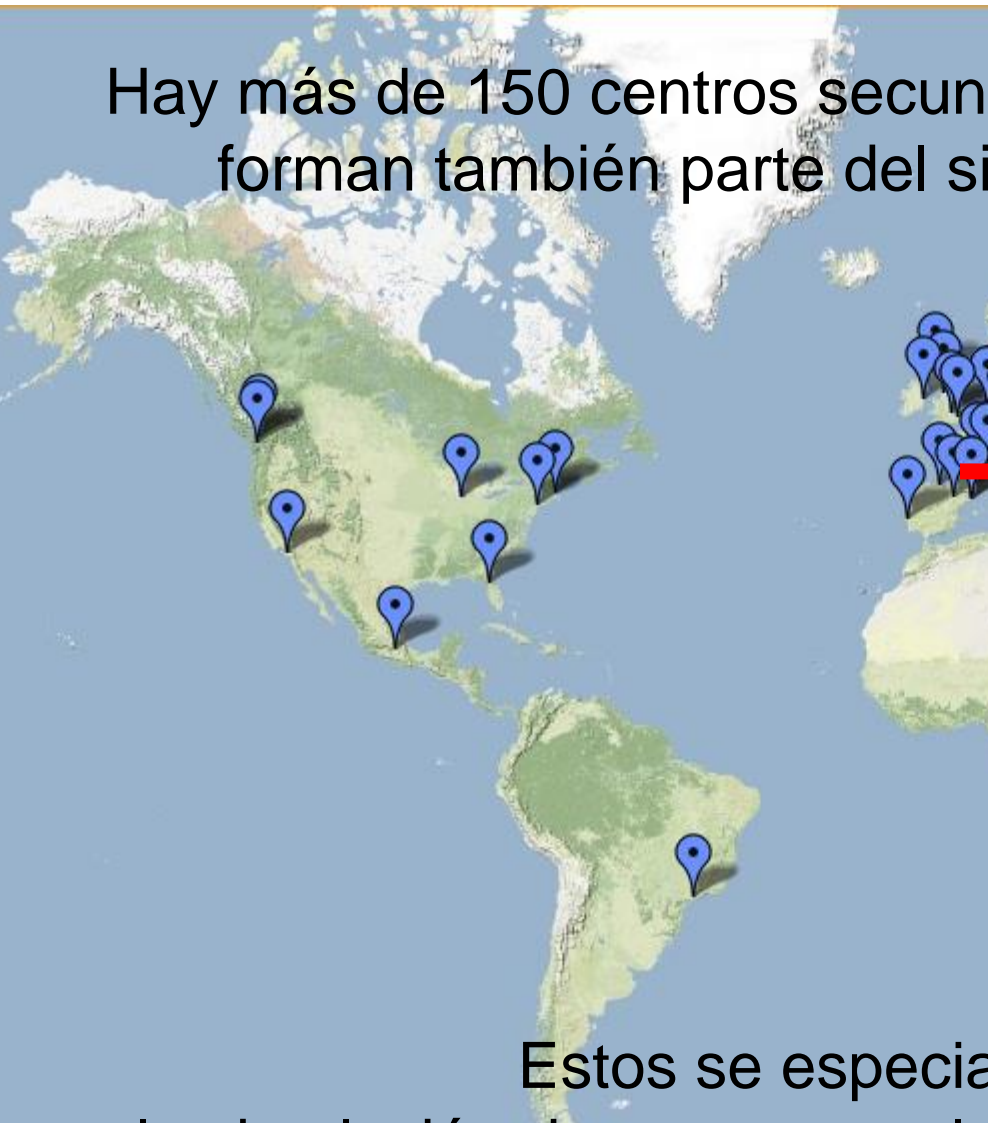 Hay más de 150 centros secun
forman también parte del si
Estos se especia